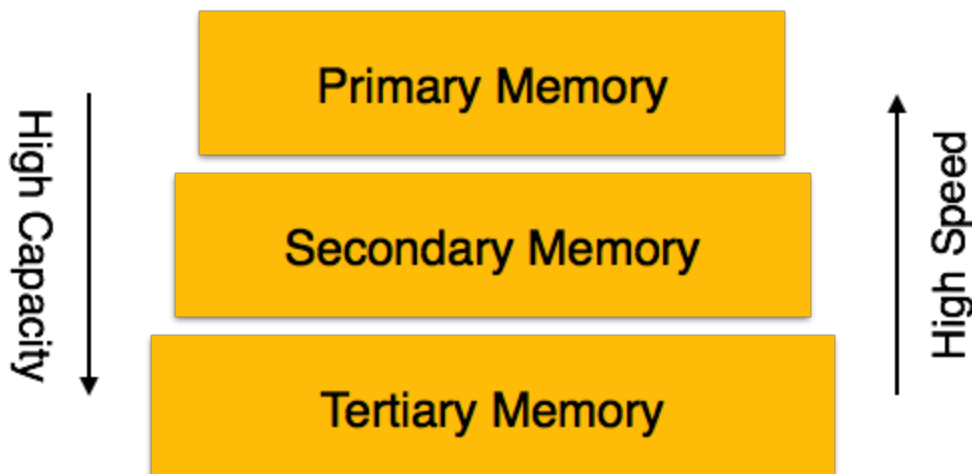 Primary Memory
High Capacity
High Speed
Secondary Memory
Tertiary Memory